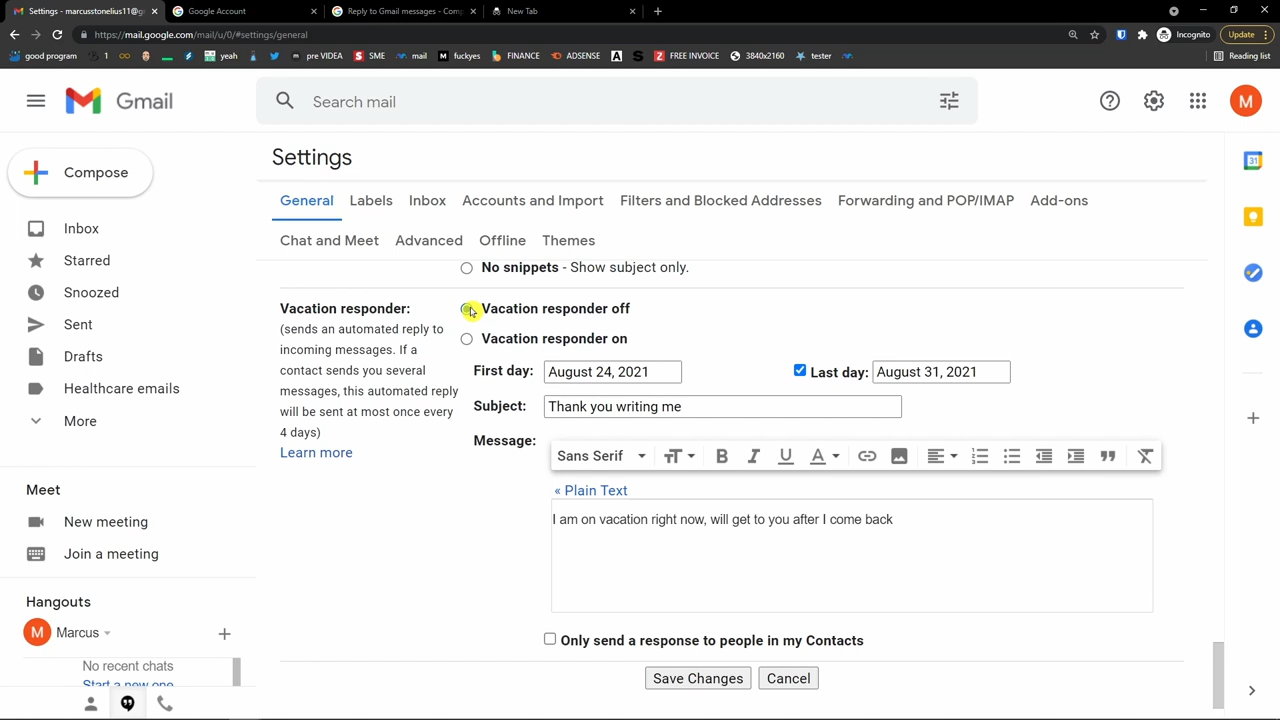 Settings - marcustonelius11@g
Google Account
Reply to Gmail messages - Comp
New Tab
https://mail.google.com/mail/u/0/#settings/general
Incognito
Update
good program
1
yeah
pre VIDEA
SME
mail
fuckyes
FINANCE
ADSENSE
FREE INVOICE
3840x2160
tester
Reading list
Gmail
Search mail
M
Compose
Inbox
Starred
Snoozed
Sent
Drafts
Healthcare emails
More
Meet
New meeting
Join a meeting
Hangouts
M Marcus
No recent chats
Start a new one
Settings
General Labels Inbox Accounts and Import Filters and Blocked Addresses Forwarding and POP/IMAP Add-ons
Chat and Meet Advanced Offline Themes
No snippets - Show subject only.
Vacation responder:
(sends an automated reply to
incoming messages. If a
contact sends you several
messages, this automated reply
will be sent at most once every
4 days)
Learn more
Vacation responder off
Vacation responder on
First day: August 24, 2021 Last day: August 31, 2021
Subject: Thank you writing me
Message:
Sans Serif
« Plain Text
I am on vacation right now, will get to you after I come back
Only send a response to people in my Contacts
Save Changes Cancel
31